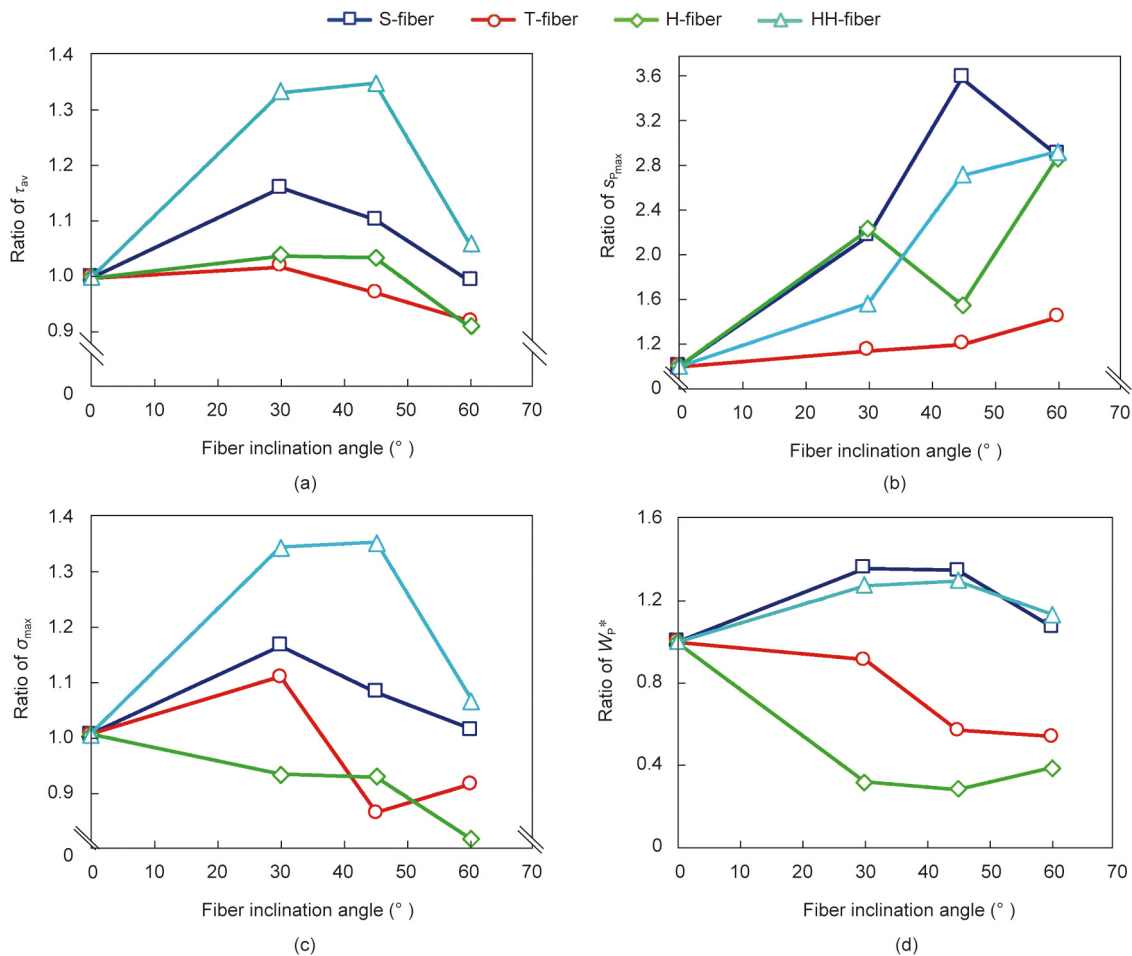 S-fiber T-fiber H-fiber HH-fiber
1.4
1.3
1.2
1.1
1.0
0.9
0
Ratio of τav
0 10 20 30 40 50 60 70
Fiber inclination angle (° )
(a)
3.6
3.2
2.8
2.4
2.0
1.6
1.2
0
Ratio of sPmax
0 10 20 30 40 50 60 70
Fiber inclination angle (° )
(b)
1.4
1.3
1.2
1.1
1.0
0.9
0
Ratio of σmax
0 10 20 30 40 50 60 70
Fiber inclination angle (° )
(c)
1.6
1.2
0.8
0.4
0
Ratio of WP*
0 10 20 30 40 50 60 70
Fiber inclination angle (° )
(d)